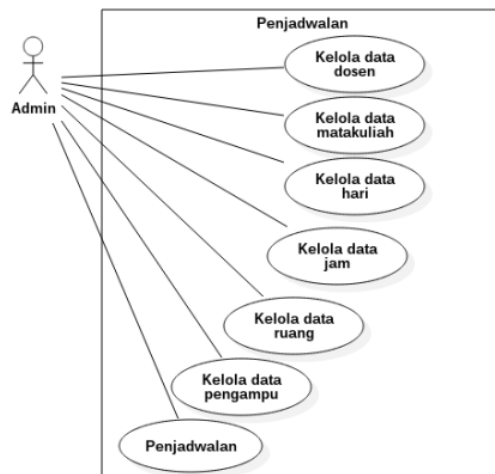 Penjadwalan
Admin
Kelola data
dosen
Kelola data
matakuliah
Kelola data
hari
Kelola data
jam
Kelola data
ruang
Kelola data
pengampu
Penjadwalan